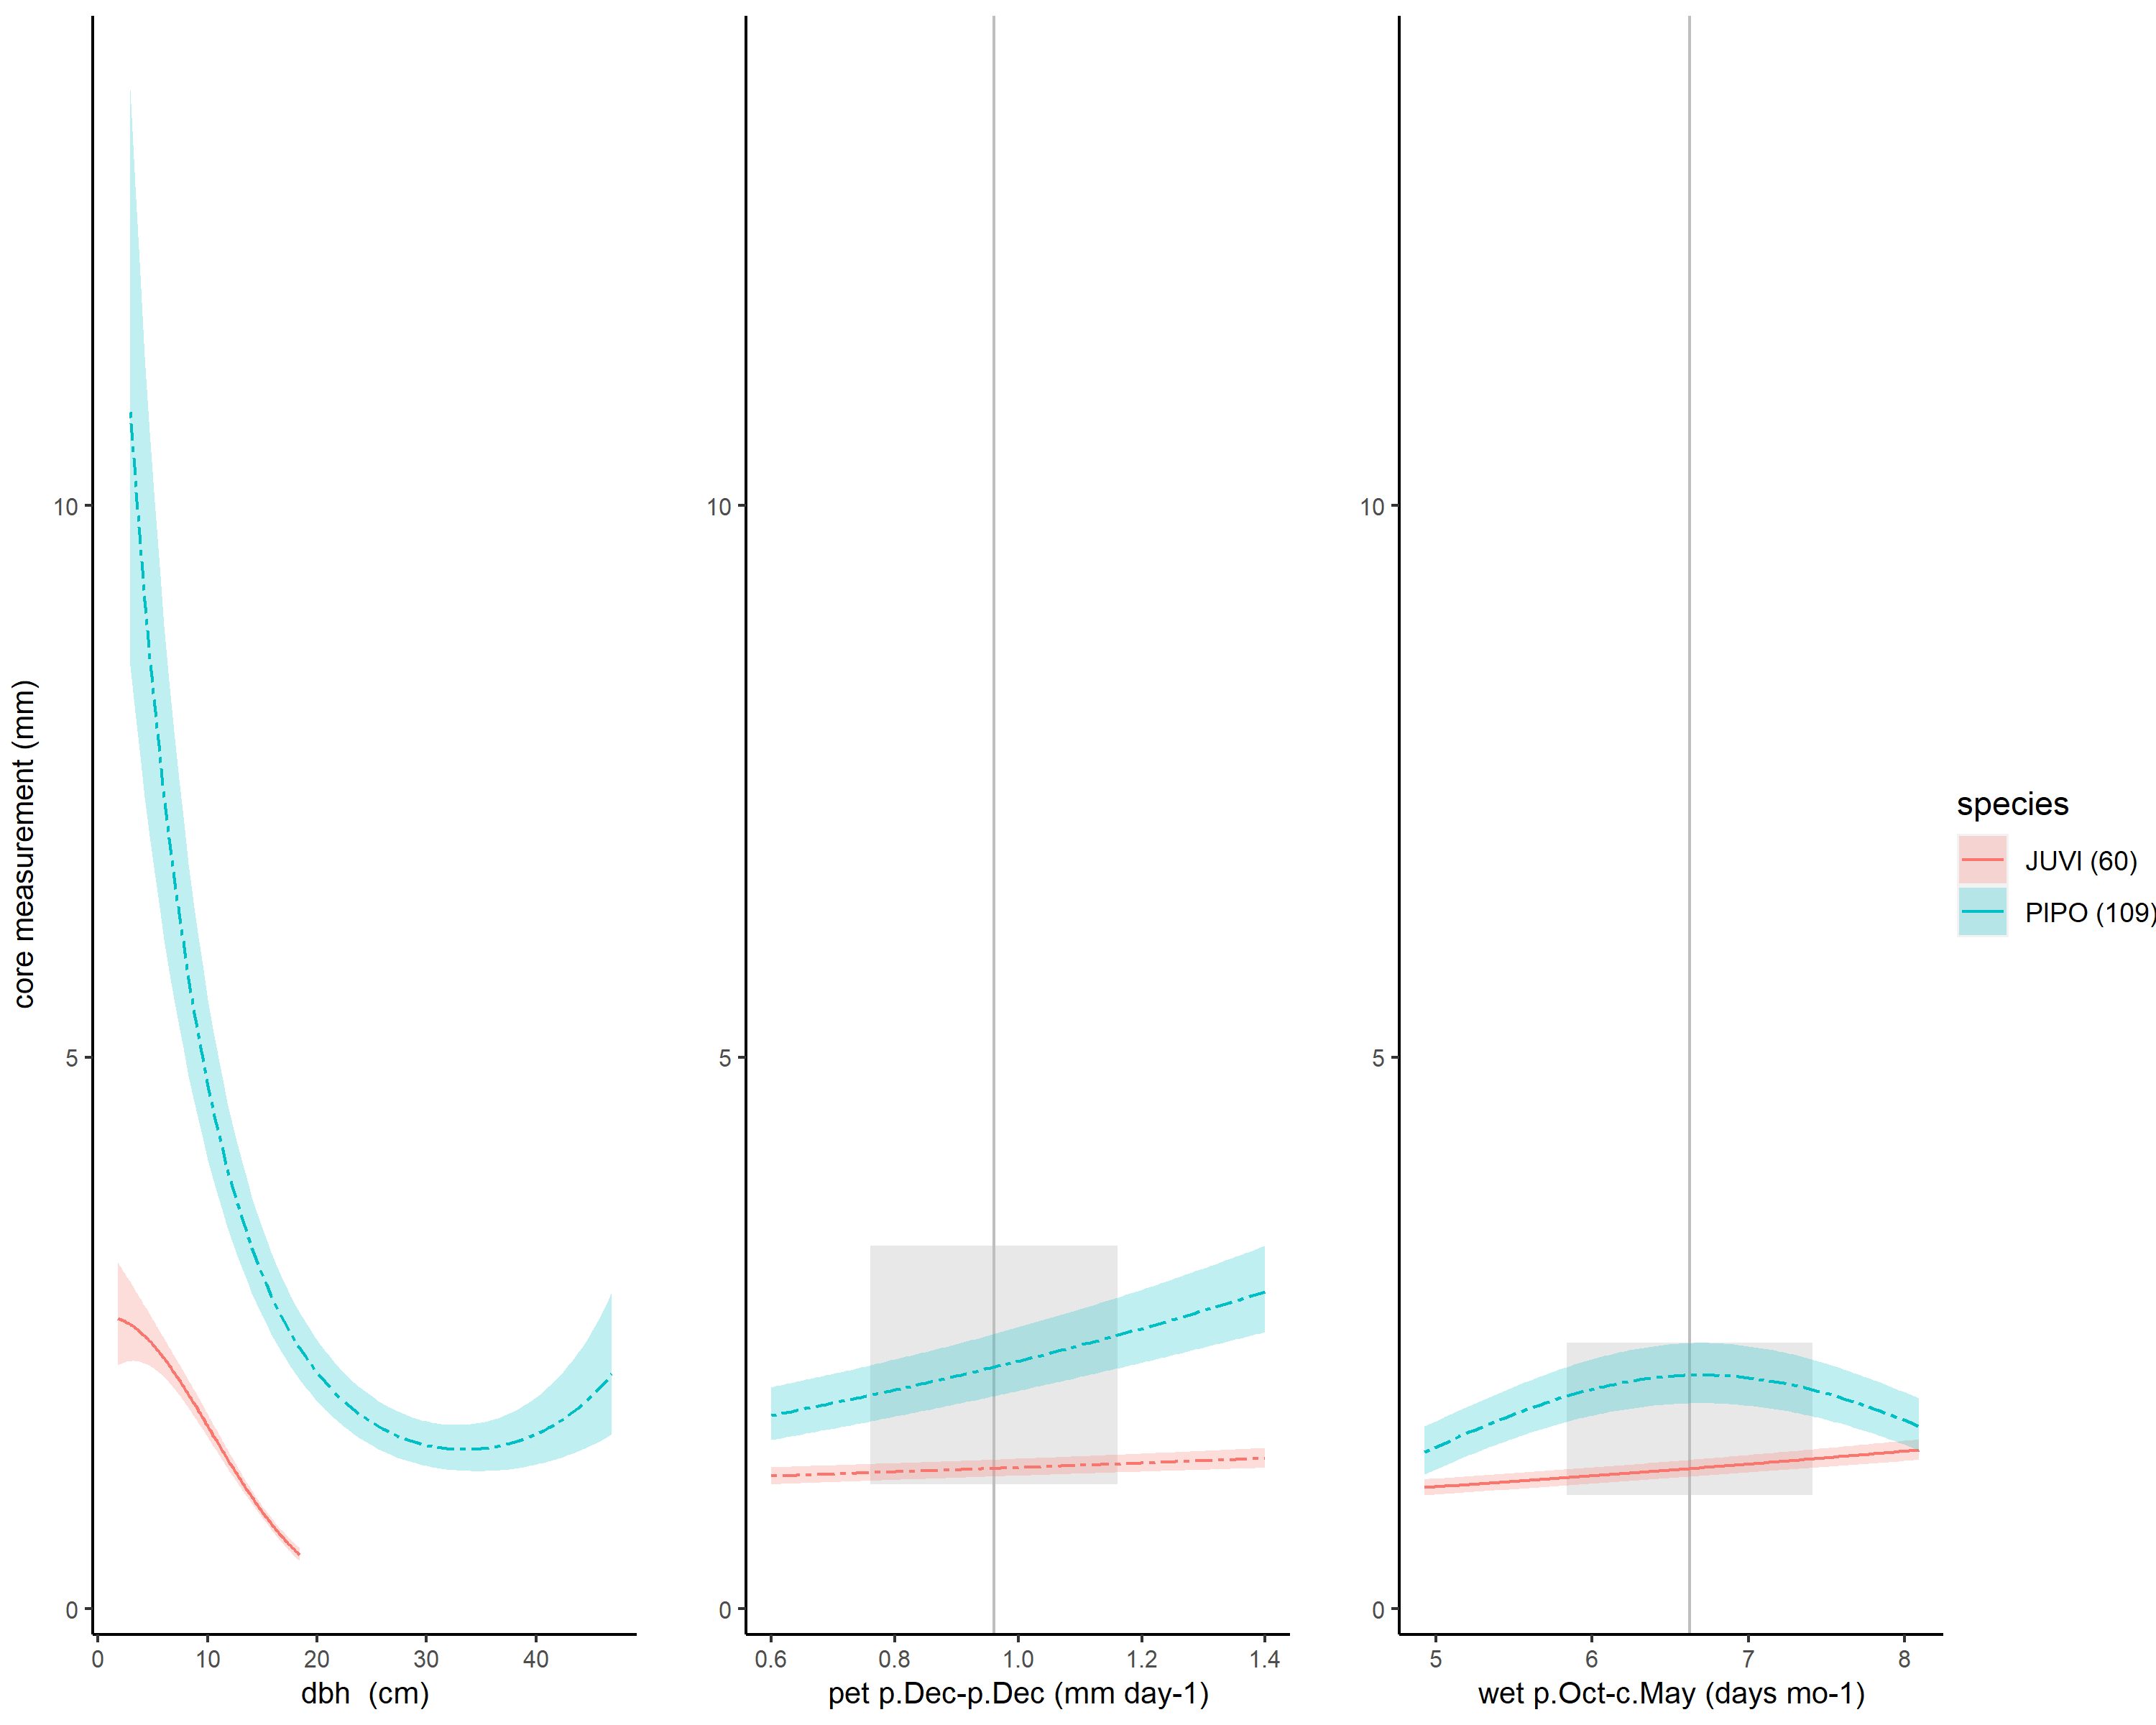 core measurement (mm)
10
5
0
0 10 20 30 40
dbh (cm)
10
5
0
0.6 0.8 1.0 1.2 1.4
pet p.Dec-p.Dec (mm day-1)
10
5
0
5 6 7 8
wet p.Oct-c.May (days mo-1)
species
JUVI (60)
PIPO (109)